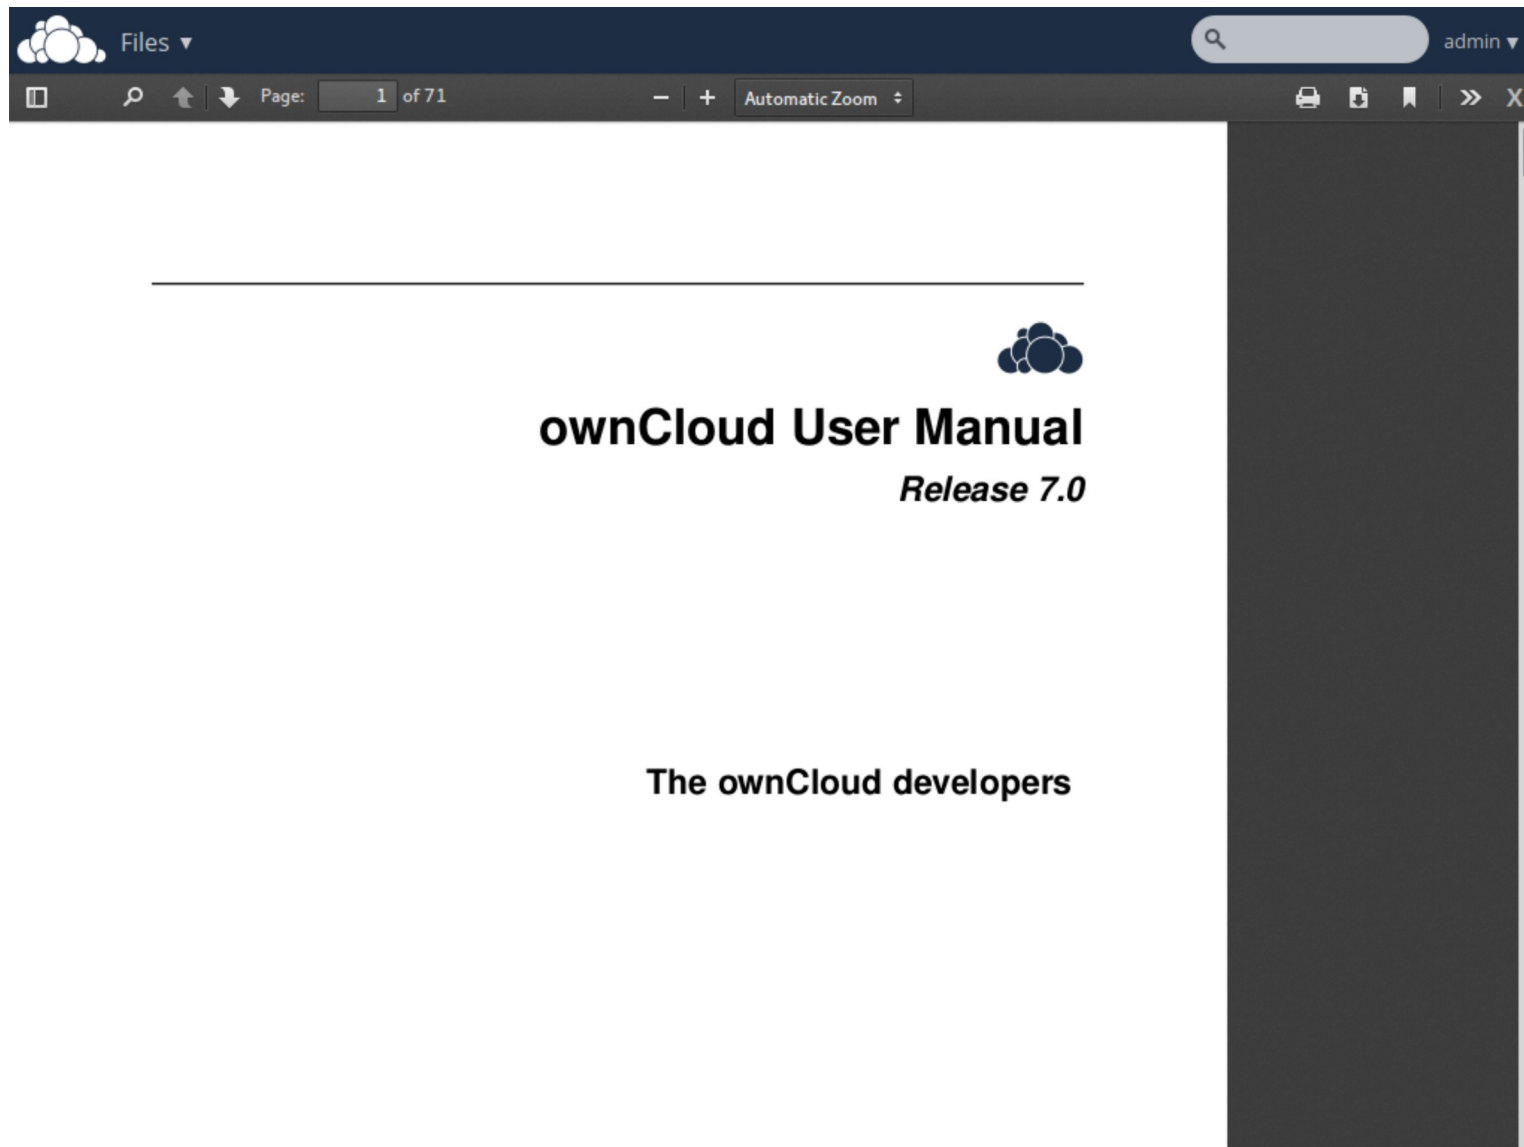 Files ▾ admin ▾
Page: 1 of 71 − + Automatic Zoom X
ownCloud User Manual
Release 7.0
The ownCloud developers